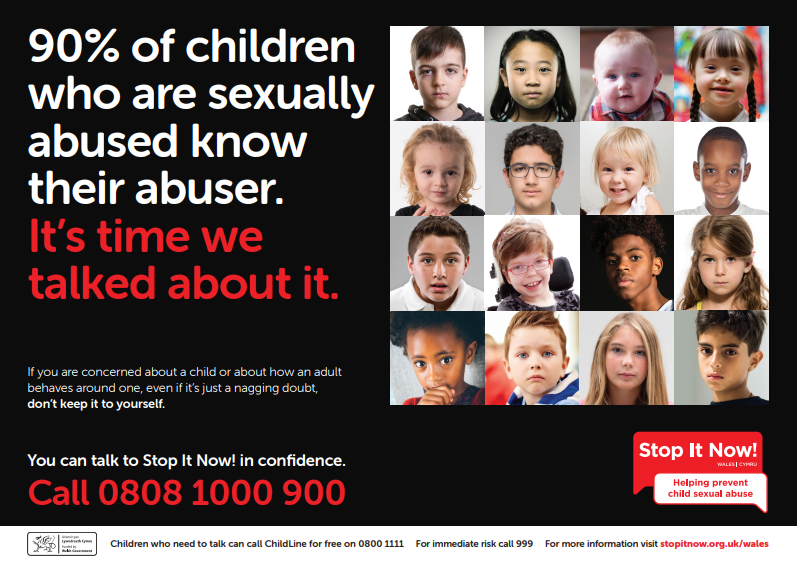 90% of children
who are sexually
abused know
their abuser.
It's time we
talked about it.
If you are concerned about a child or about how an adult
behaves around one, even if it's just a nagging doubt,
don't keep it to yourself.
You can talk to Stop It Now! in confidence.
Call 0808 1000 900
Stop It Now!
WALES | CYMRU
Helping prevent
child sexual abuse
Llywodraeth Cymru
Funded by
Welsh Government
Children who need to talk can call ChildLine for free on 0800 1111 For immediate risk call 999 For more information visit stopitnow.org.uk/wales